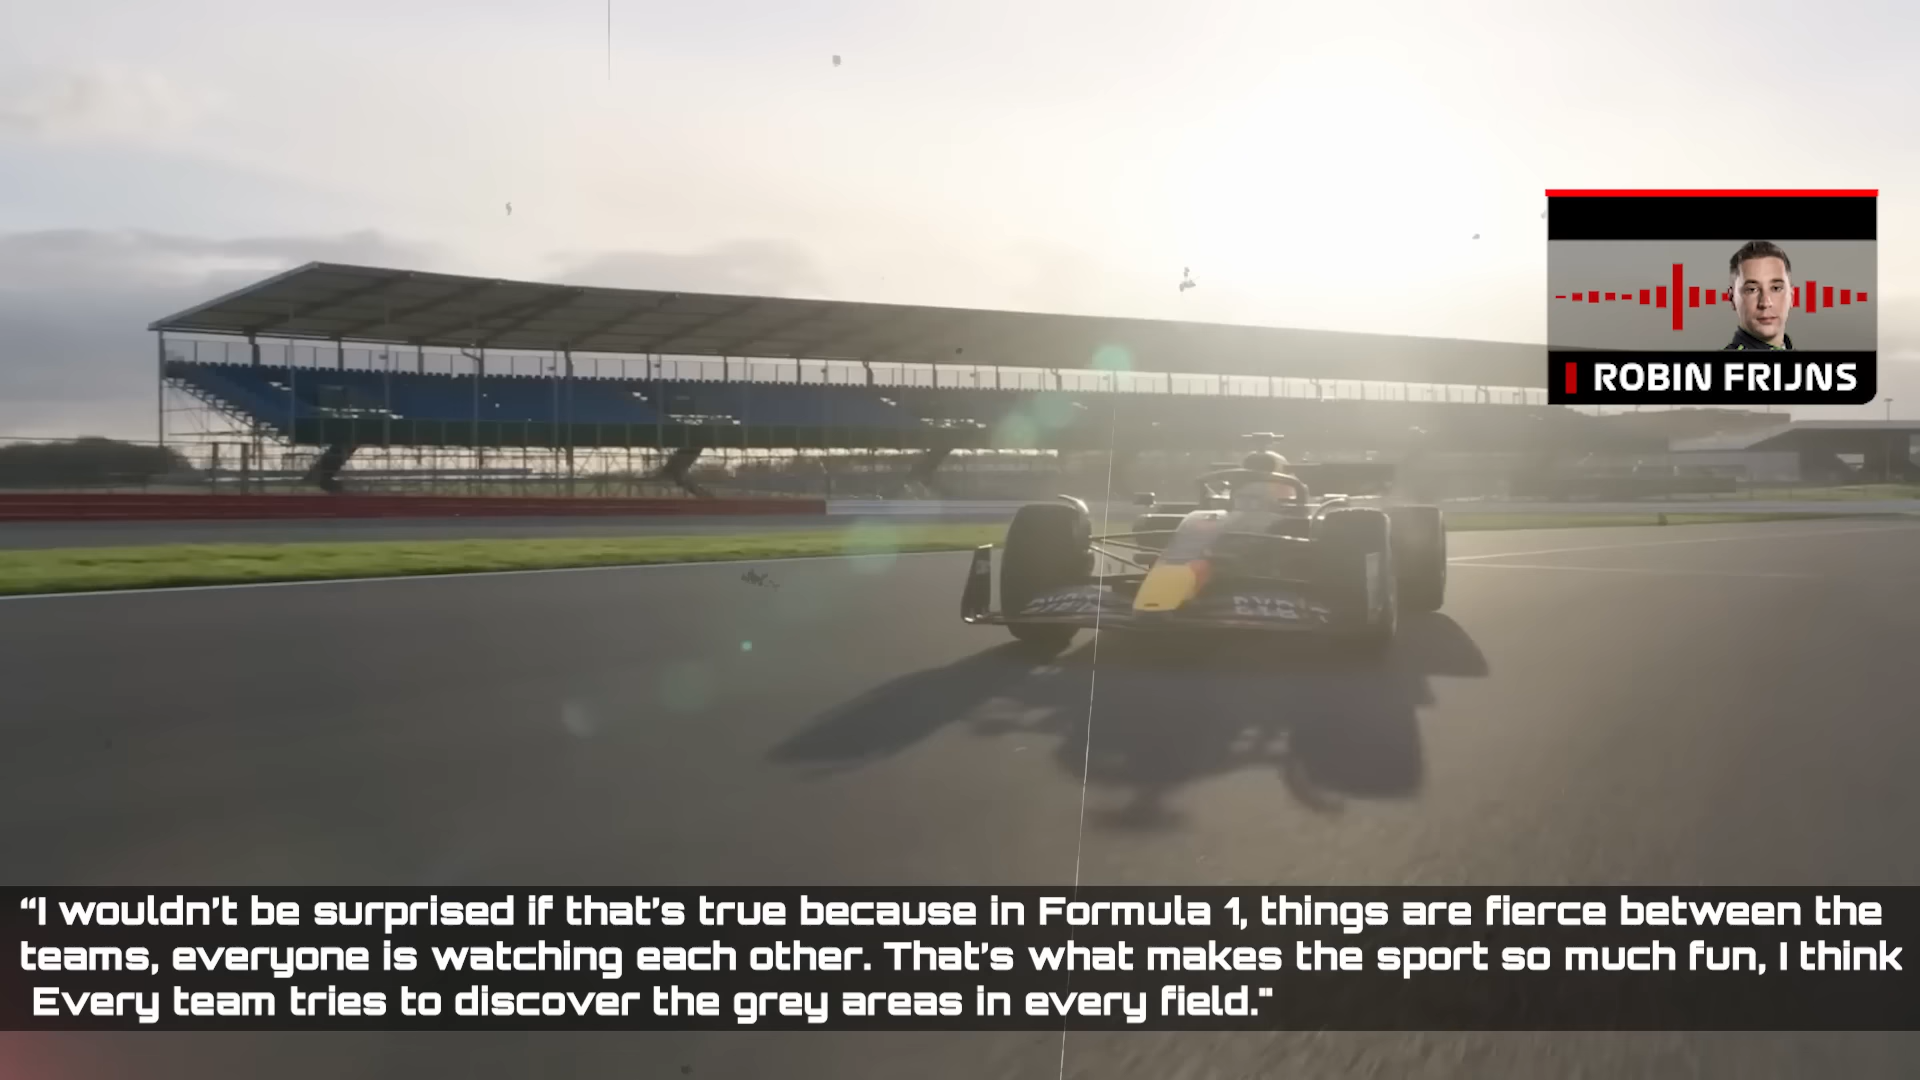 ROBIN FRIJNS
“I wouldn't be surprised if that's true because in Formula 1, things are fierce between the
teams, everyone is watching each other. That's what makes the sport so much fun, I think
Every team tries to discover the grey areas in every field."